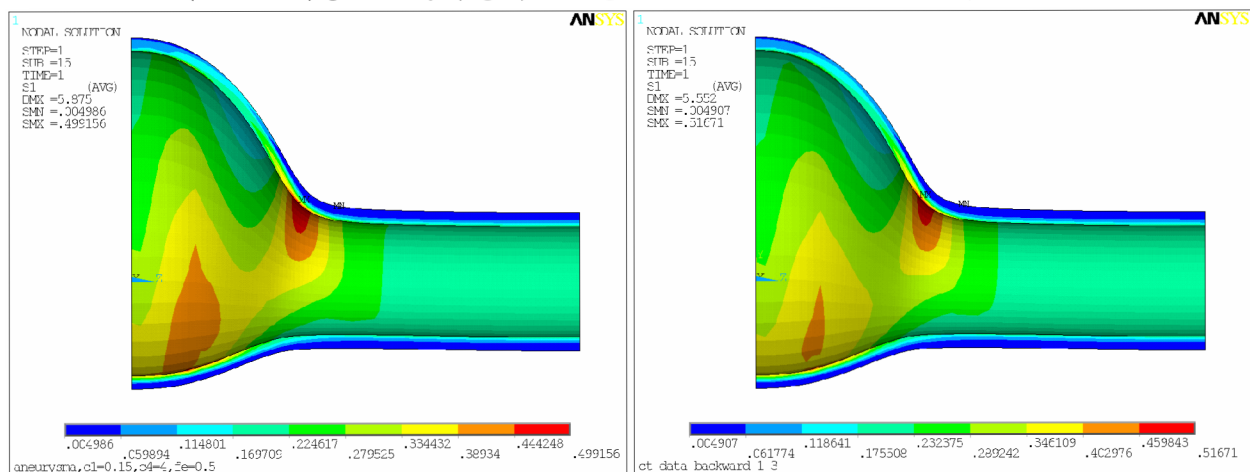 1
ANSYS
NODAL SOLUTION
STEP=1
SUB =15
TIME=1
S1 (AVG)
DMX =5.875
SMN =.004986
SMX =.499156
MX
MN
Y
Z
.004986
.059894
.114801
.169709
.224617
.279525
.334432
.38934
.444248
.499156
aneurysma,c1=0.15,c4=4,fe=0.5
1
ANSYS
NODAL SOLUTION
STEP=1
SUB =15
TIME=1
S1 (AVG)
DMX =5.552
SMN =.004907
SMX =.51671
MN
Z
.004907
.061774
.118641
.175508
.232375
.289242
.346109
.402976
.459843
.51671
ct data backward 1 3